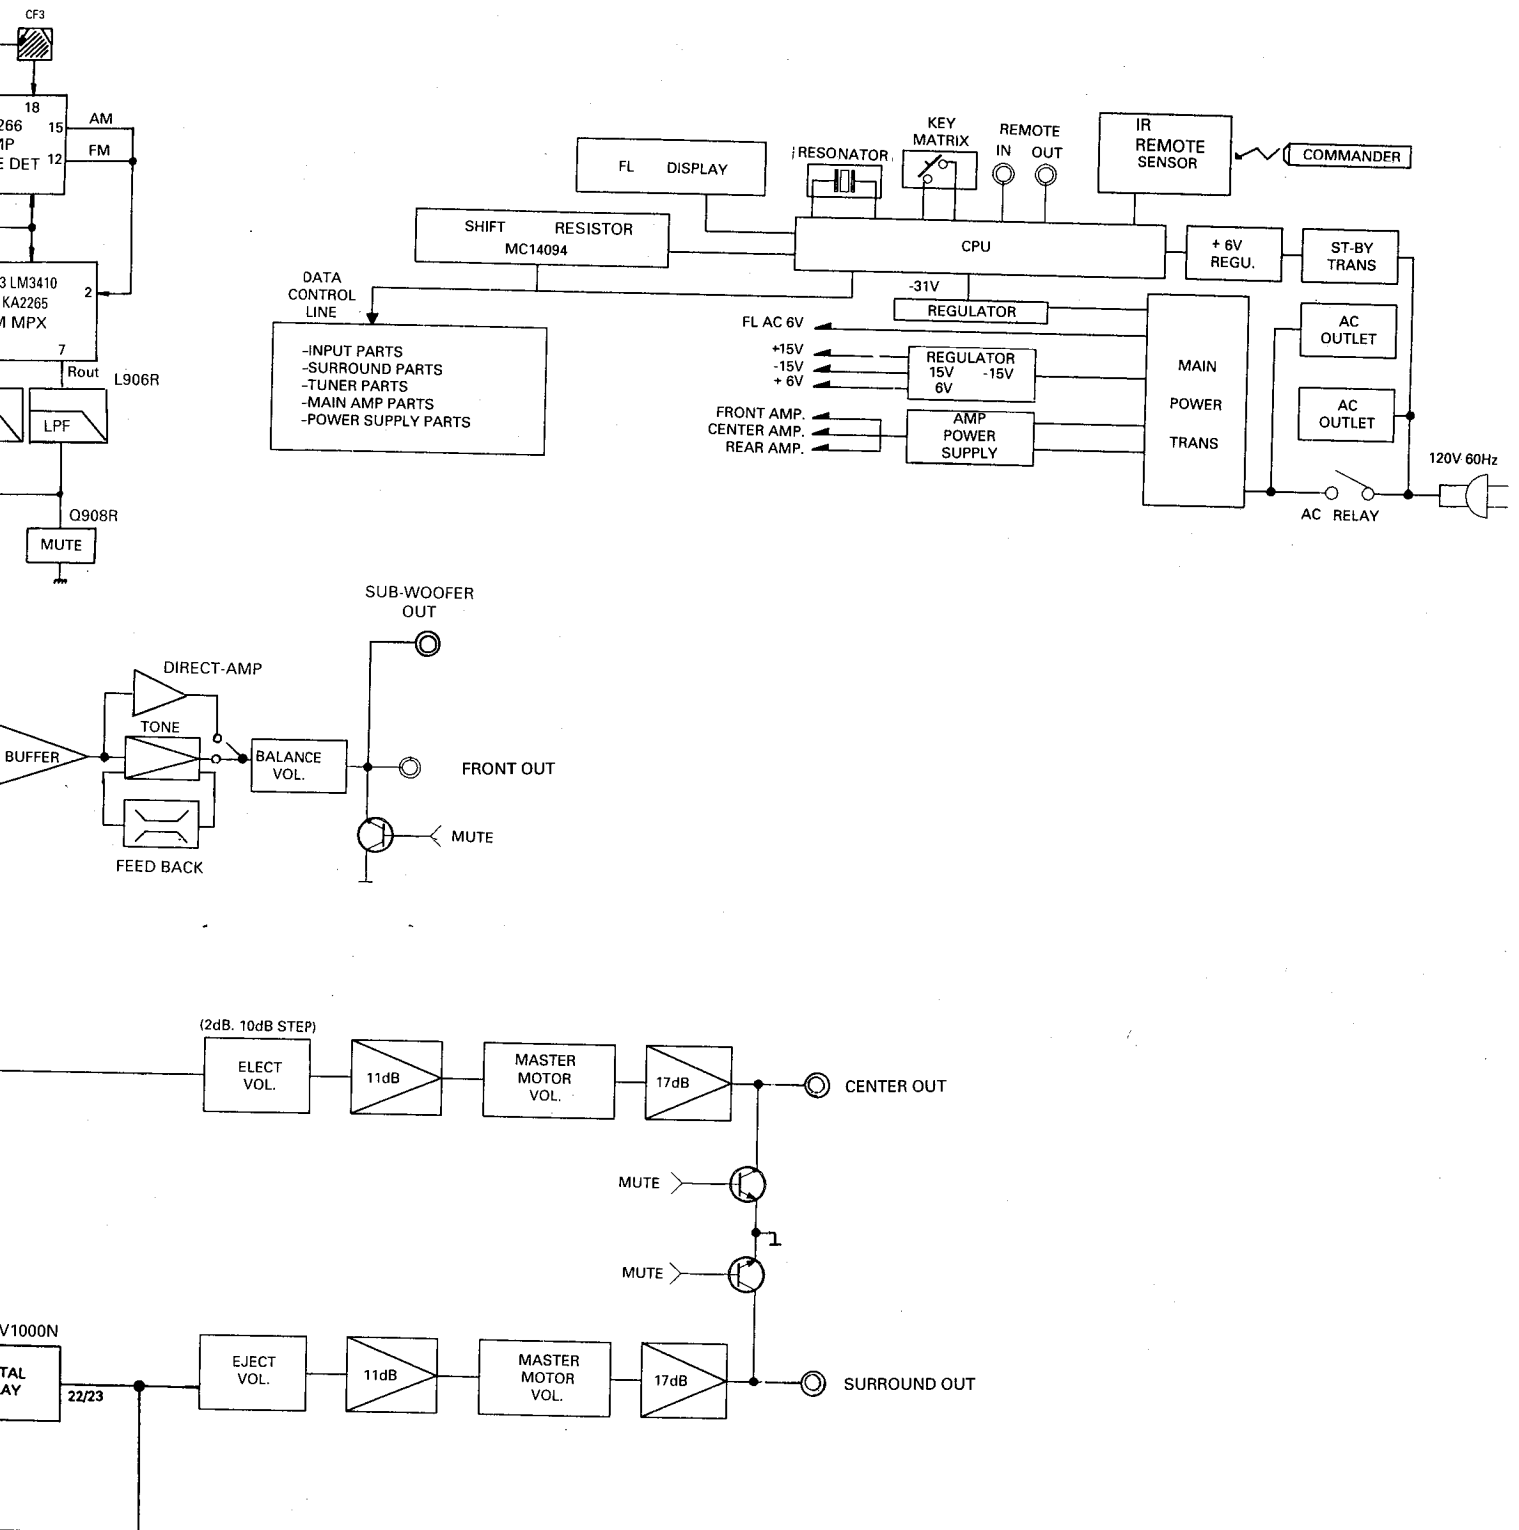 CF3
18
266
15
AM
MP
E DET
12
FM
3 LM3410
KA2265
2
M MPX
7
Rout
L906R
LPF
Q908R
MUTE
FL DISPLAY
RESONATOR
KEY
MATRIX
REMOTE
IN OUT
IR
REMOTE
SENSOR
COMMANDER
SHIFT RESISTOR
MC14094
CPU
+ 6V
REGU.
ST-BY
TRANS
DATA
CONTROL
LINE
-31V
REGULATOR
-INPUT PARTS
-SURROUND PARTS
-TUNER PARTS
-MAIN AMP PARTS
-POWER SUPPLY PARTS
FL AC 6V
+15V
-15V
+ 6V
REGULATOR
15V -15V
6V
FRONT AMP.
CENTER AMP.
REAR AMP.
AMP
POWER
SUPPLY
MAIN
POWER
TRANS
AC
OUTLET
AC
OUTLET
120V 60Hz
AC RELAY
SUB-WOOFER
OUT
DIRECT-AMP
TONE
BUFFER
BALANCE
VOL.
FRONT OUT
MUTE
FEED BACK
(2dB. 10dB STEP)
ELECT
VOL.
11dB
MASTER
MOTOR
VOL.
17dB
CENTER OUT
MUTE
MUTE
V1000N
TAL
AY
22/23
EJECT
VOL.
11dB
MASTER
MOTOR
VOL.
17dB
SURROUND OUT